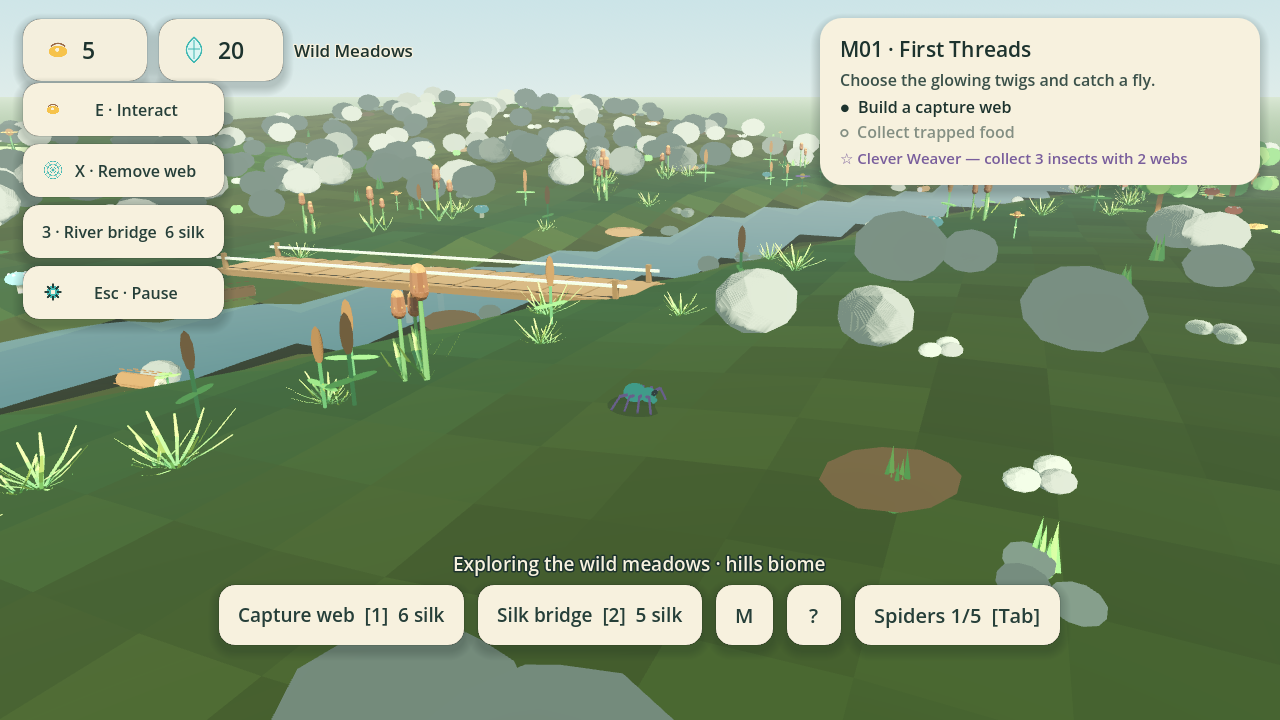 5
20
Wild Meadows
E · Interact
X · Remove web
3 · River bridge 6 silk
Esc · Pause
M01 · First Threads
Choose the glowing twigs and catch a fly.
● Build a capture web
○ Collect trapped food
☆ Clever Weaver — collect 3 insects with 2 webs
Exploring the wild meadows · hills biome
Capture web [1] 6 silk
Silk bridge [2] 5 silk
M
?
Spiders 1/5 [Tab]